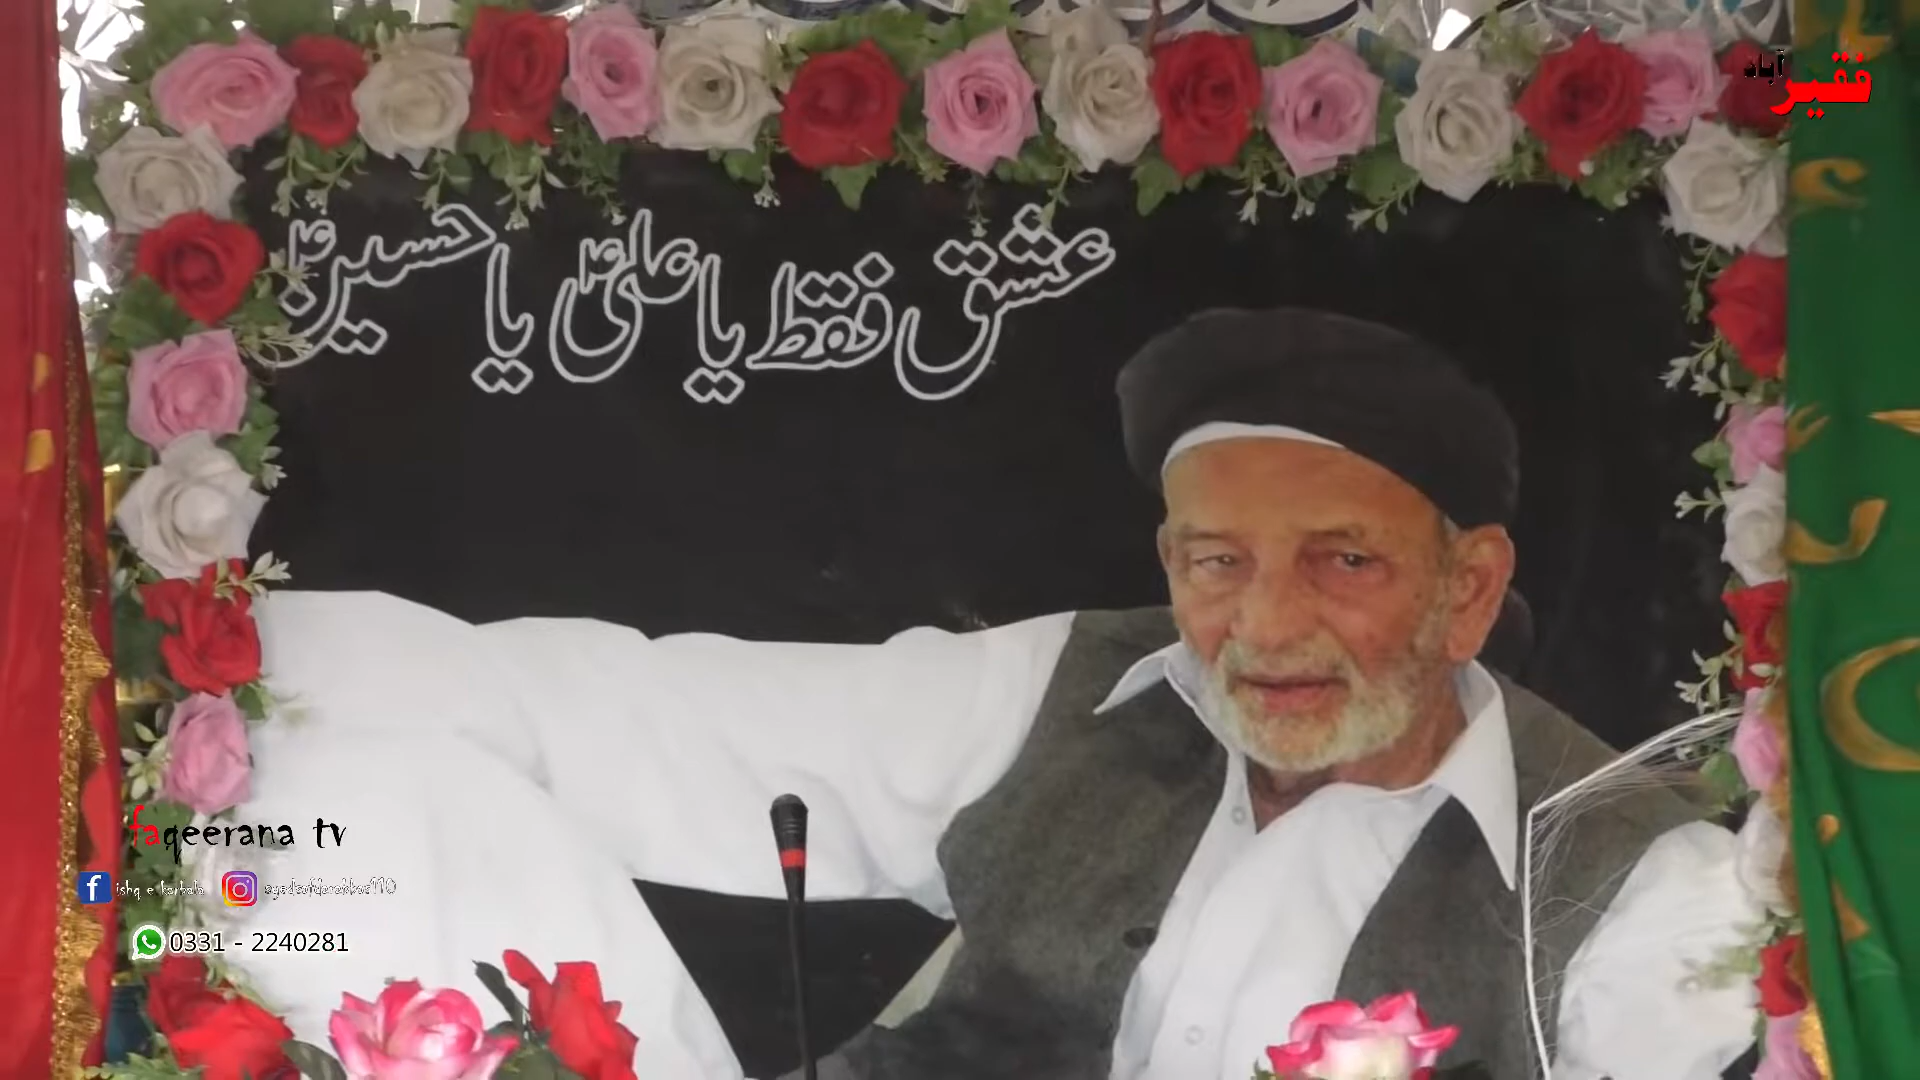 فقیر آباد
عشق فقط یا علیؑ یا حسینؑ
faqeerana tv
ishq e karbala
0331 - 2240281